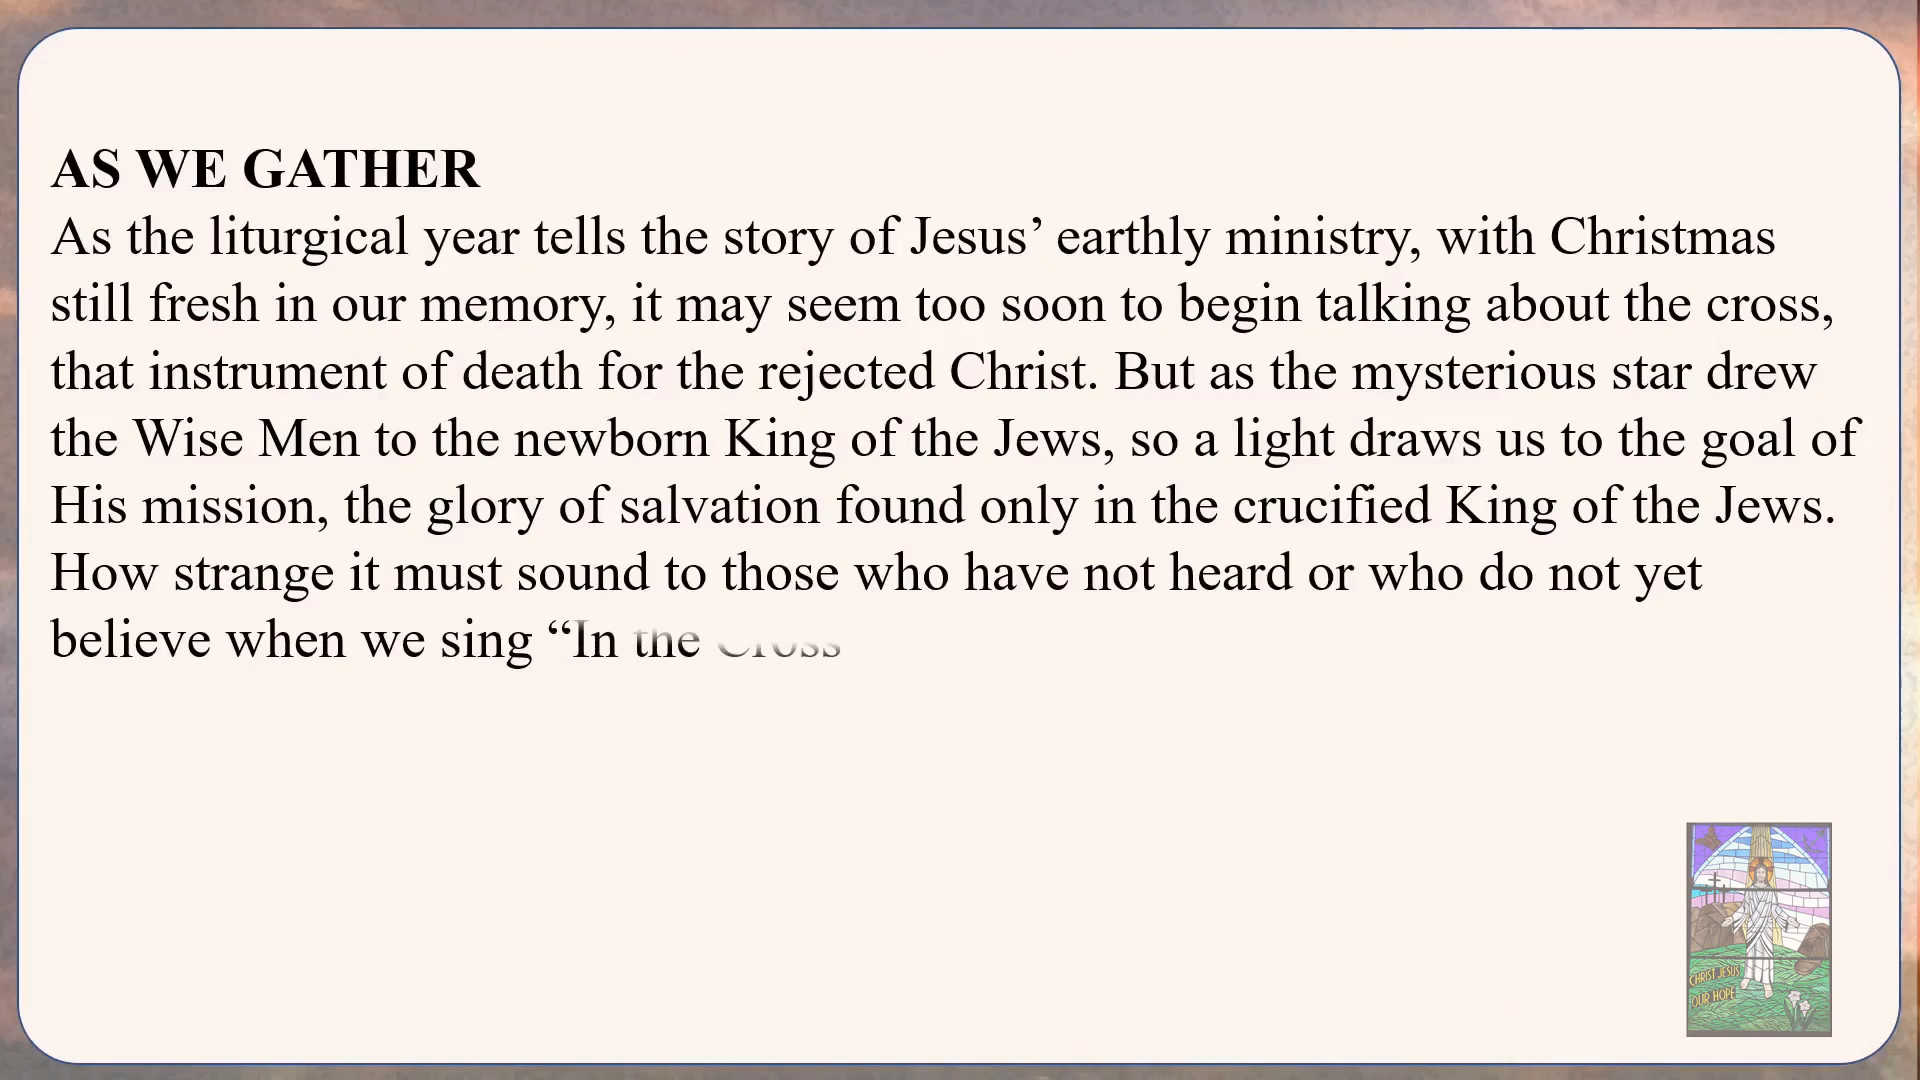 AS WE GATHER
As the liturgical year tells the story of Jesus’ earthly ministry, with Christmas
still fresh in our memory, it may seem too soon to begin talking about the cross,
that instrument of death for the rejected Christ. But as the mysterious star drew
the Wise Men to the newborn King of the Jews, so a light draws us to the goal of
His mission, the glory of salvation found only in the crucified King of the Jews.
How strange it must sound to those who have not heard or who do not yet
believe when we sing “In the Cross
CHRIST JESUS
OUR HOPE